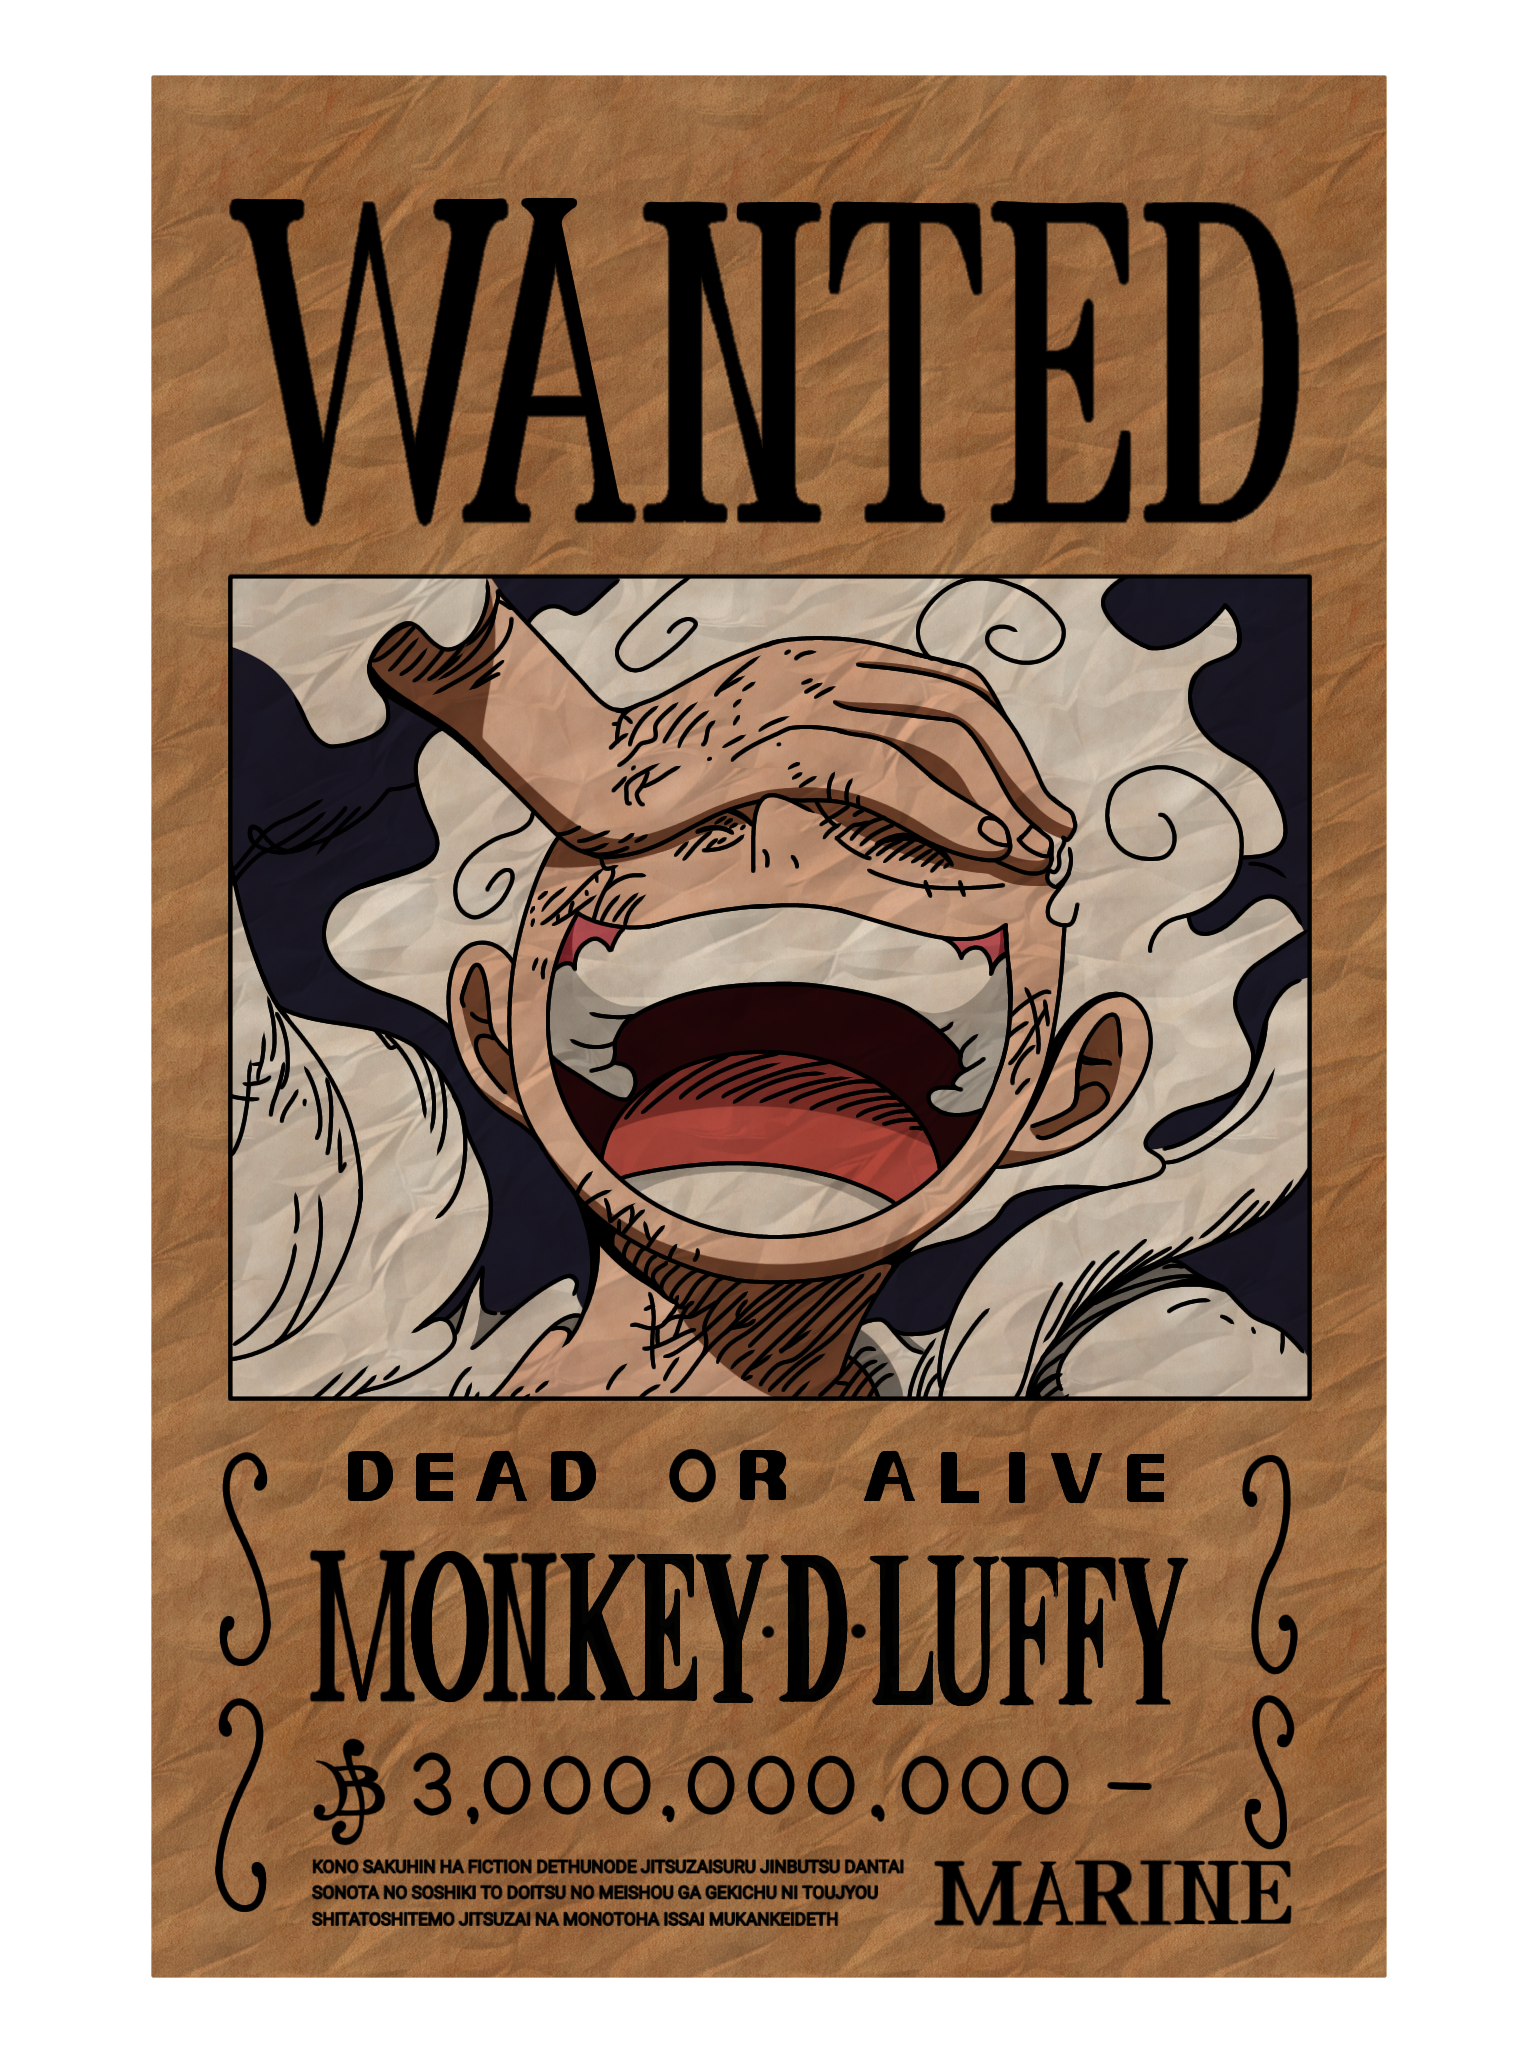 WANTED
DEAD OR ALIVE
MONKEY·D·LUFFY
฿ 3,000,000,000 –
KONO SAKUHIN HA FICTION DETHUNODE JITSUZAISURU JINBUTSU DANTAI
SONOTA NO SOSHIKI TO DOITSU NO MEISHOU GA GEKICHU NI TOUJYOU
SHITATOSHITEMO JITSUZAI NA MONOTOHA ISSAI MUKANKEIDETH
MARINE